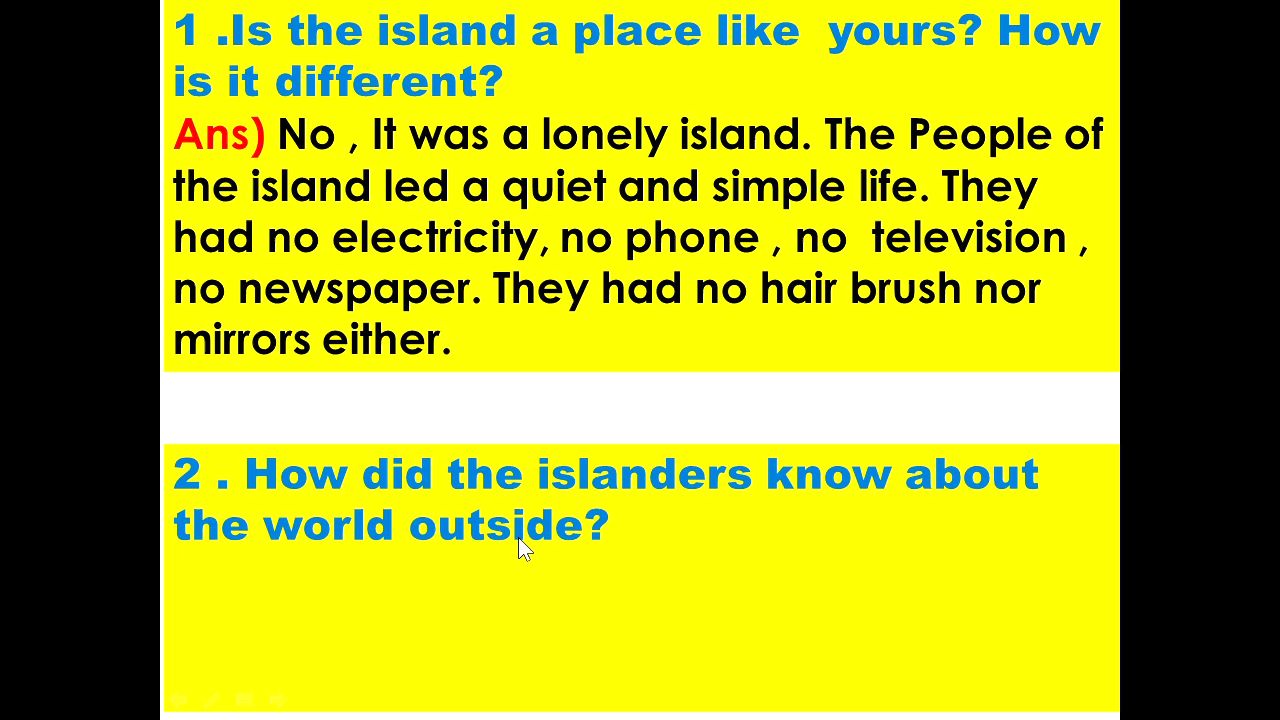 1 .Is the island a place like  yours? How
is it different?
Ans) No , It was a lonely island. The People of
the island led a quiet and simple life. They
had no electricity, no phone , no  television ,
no newspaper. They had no hair brush nor
mirrors either.
2 . How did the islanders know about
the world outside?